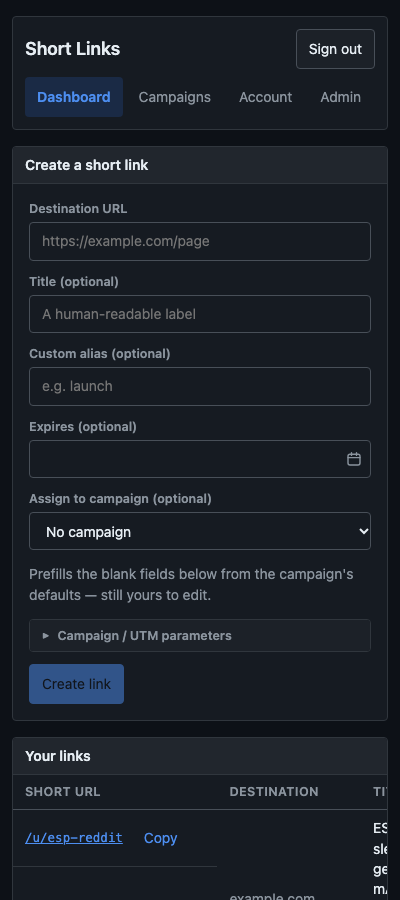 Short Links
Sign out
Dashboard
Campaigns
Account
Admin
Create a short link
Destination URL
https://example.com/page
Title (optional)
A human-readable label
Custom alias (optional)
e.g. launch
Expires (optional)
Assign to campaign (optional)
No campaign
Prefills the blank fields below from the campaign's
defaults — still yours to edit.
Campaign / UTM parameters
Create link
Your links
SHORT URL DESTINATION
/u/esp-reddit Copy
example.com